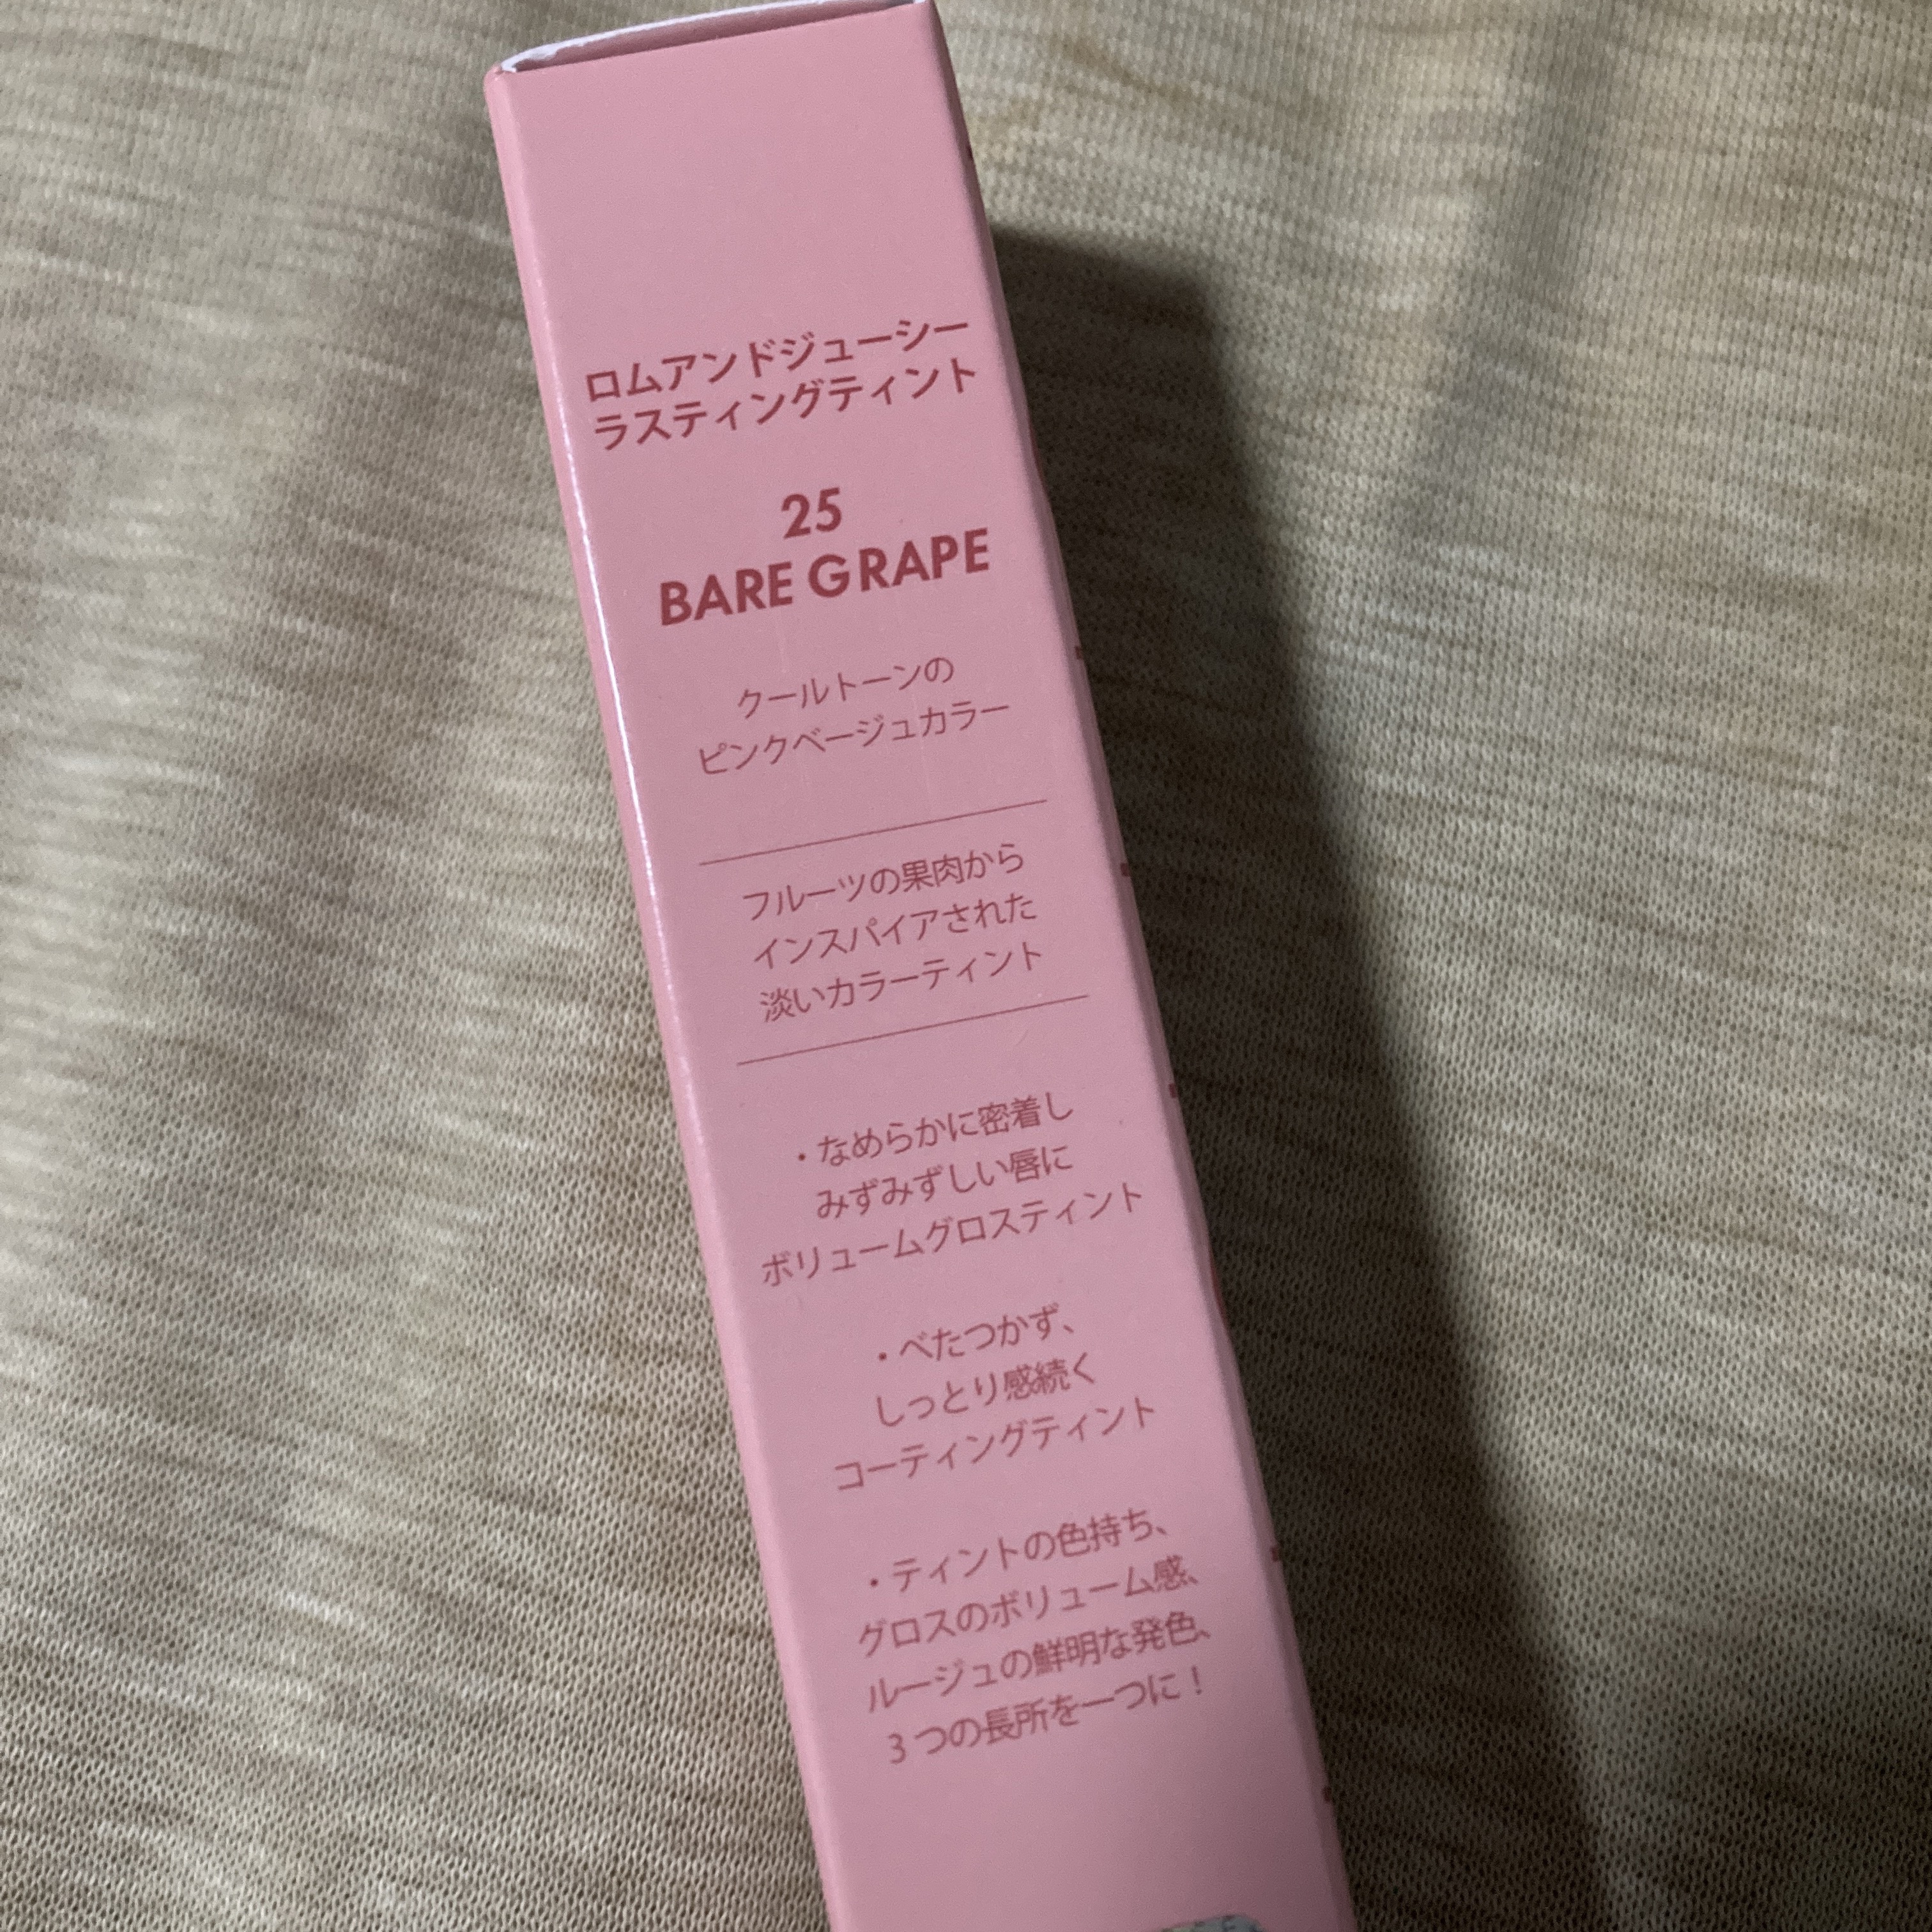 ロムアンドジューシー
ラスティングティント
25
BARE GRAPE
クールトーンの
ピンクベージュカラー
フルーツの果肉から
インスパイアされた
淡いカラーティント
・なめらかに密着し
みずみずしい唇に
ボリュームグロスティント
・べたつかず、
しっとり感続く
コーティングティント
・ティントの色持ち、
グロスのボリューム感、
ルージュの鮮明な発色、
3つの長所を一つに！